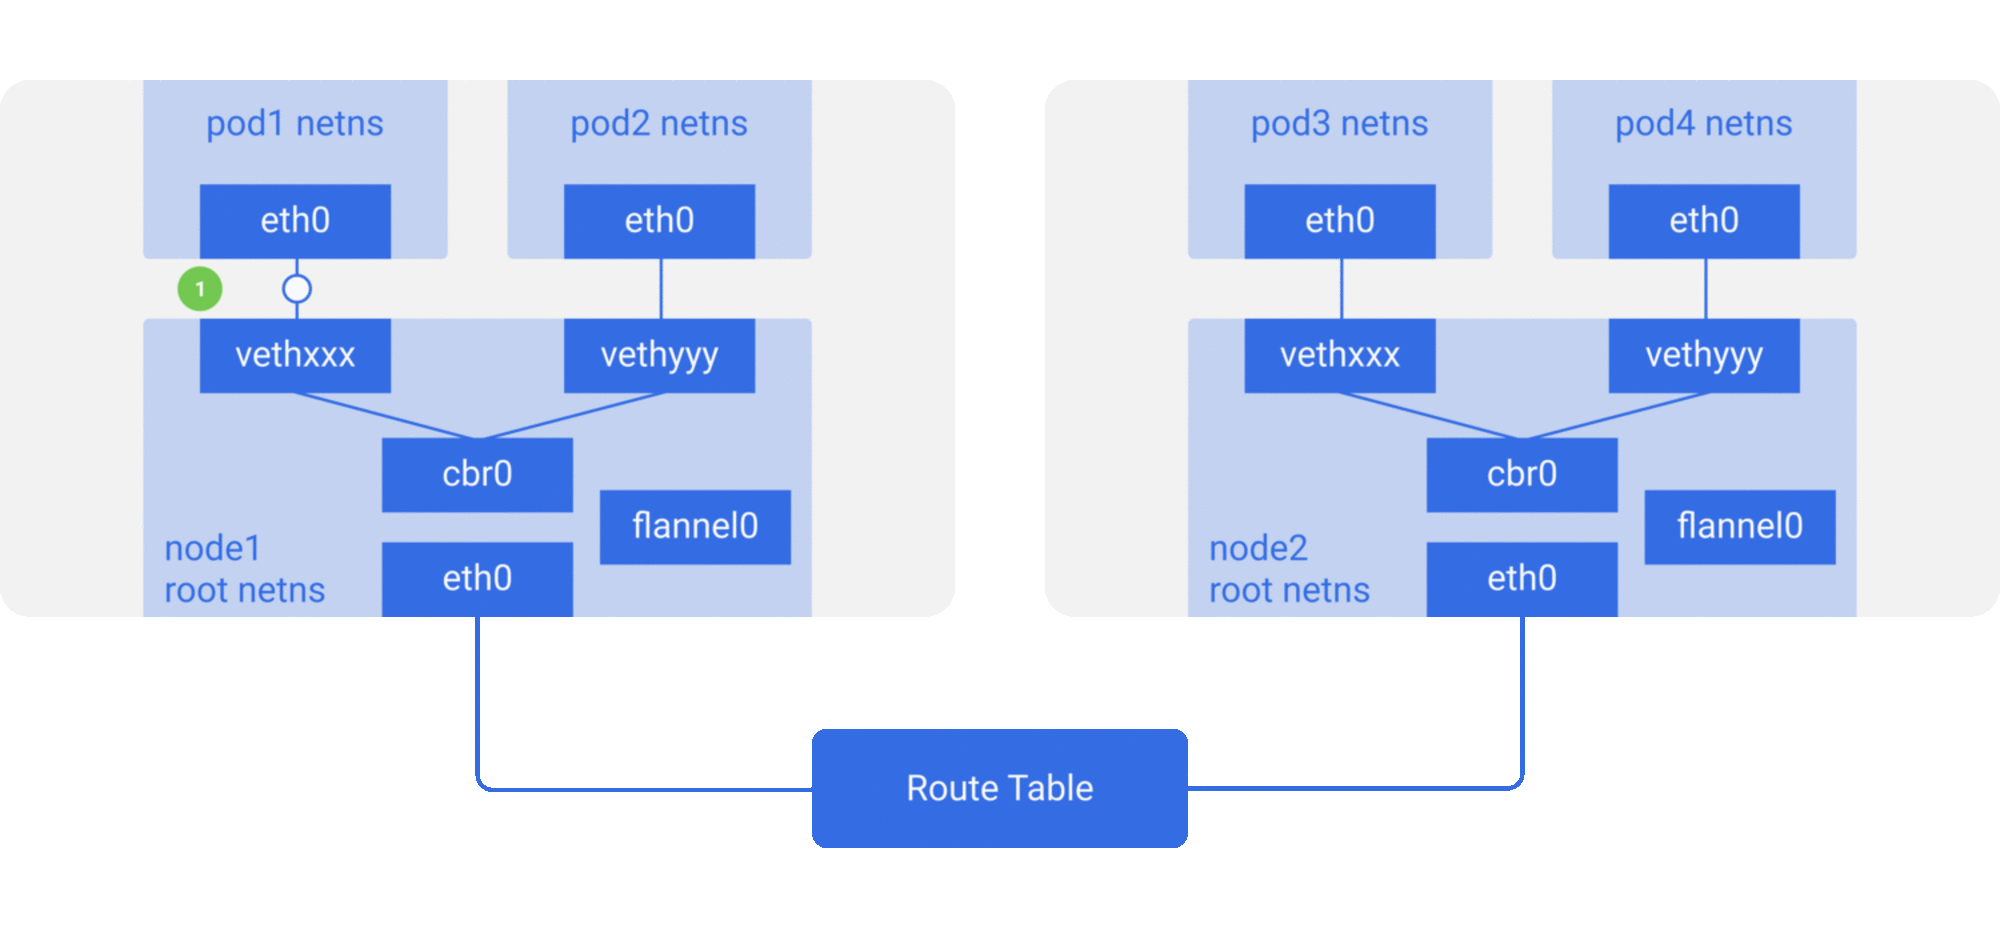 pod1 netns
pod2 netns
eth0
eth0
1
vethxxx
vethyyy
cbr0
flannel0
node1
root netns
eth0
pod3 netns
pod4 netns
eth0
eth0
vethxxx
vethyyy
cbr0
flannel0
node2
root netns
eth0
Route Table